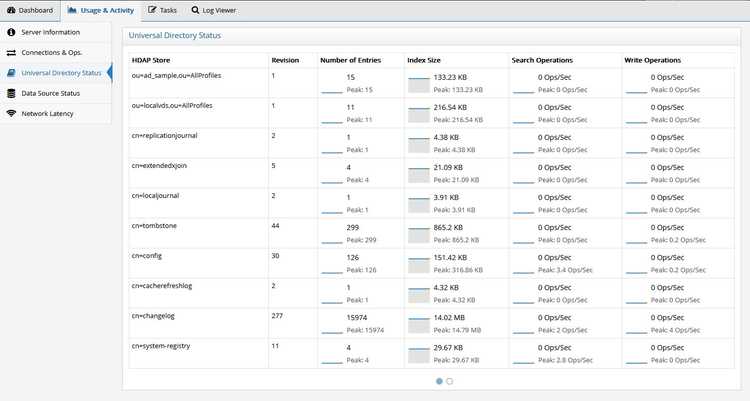 Dashboard Usage & Activity Tasks Log Viewer
Server Information
Connections & Ops.
Universal Directory Status
Data Source Status
Network Latency
Universal Directory Status
HDAP Store Revision Number of Entries Index Size Search Operations Write Operations
ou=ad_sample,ou=AllProfiles 1 15 133.23 KB 0 Ops/Sec 0 Ops/Sec
Peak: 15 Peak: 133.23 KB Peak: 0 Ops/Sec Peak: 0 Ops/Sec
ou=localvds,ou=AllProfiles 1 11 216.54 KB 0 Ops/Sec 0 Ops/Sec
Peak: 11 Peak: 216.54 KB Peak: 0 Ops/Sec Peak: 0 Ops/Sec
cn=replicationjournal 2 1 4.38 KB 0 Ops/Sec 0 Ops/Sec
Peak: 1 Peak: 4.38 KB Peak: 0 Ops/Sec Peak: 0 Ops/Sec
cn=extendedxjoin 5 4 21.09 KB 0 Ops/Sec 0 Ops/Sec
Peak: 4 Peak: 21.09 KB Peak: 0 Ops/Sec Peak: 0 Ops/Sec
cn=localjournal 2 1 3.91 KB 0 Ops/Sec 0 Ops/Sec
Peak: 1 Peak: 3.91 KB Peak: 0 Ops/Sec Peak: 0 Ops/Sec
cn=tombstone 44 299 865.2 KB 0 Ops/Sec 0 Ops/Sec
Peak: 299 Peak: 865.2 KB Peak: 0 Ops/Sec Peak: 0.2 Ops/Sec
cn=config 30 126 151.42 KB 0 Ops/Sec 0 Ops/Sec
Peak: 126 Peak: 316.86 KB Peak: 3.4 Ops/Sec Peak: 0.2 Ops/Sec
cn=cacherefreshlog 2 1 4.32 KB 0 Ops/Sec 0 Ops/Sec
Peak: 1 Peak: 4.32 KB Peak: 0 Ops/Sec Peak: 0 Ops/Sec
cn=changelog 277 15974 14.02 MB 0 Ops/Sec 0 Ops/Sec
Peak: 15974 Peak: 14.79 MB Peak: 2 Ops/Sec Peak: 4 Ops/Sec
cn=system-registry 11 4 29.67 KB 0 Ops/Sec 0 Ops/Sec
Peak: 4 Peak: 29.67 KB Peak: 2.8 Ops/Sec Peak: 0 Ops/Sec